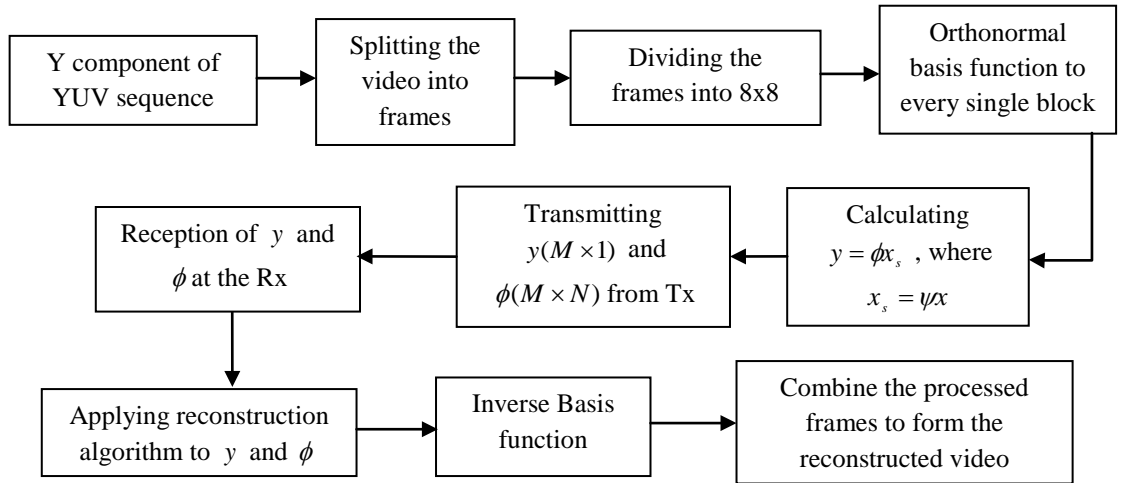 Y component of
YUV sequence
Splitting the
video into
frames
Dividing the
frames into 8x8
Orthonormal
basis function to
every single block
Calculating
y = ϕx_s , where
x_s = ψx
Transmitting
y(M × 1) and
ϕ(M × N) from Tx
Reception of y and
ϕ at the Rx
Applying reconstruction
algorithm to y and ϕ
Inverse Basis
function
Combine the processed
frames to form the
reconstructed video